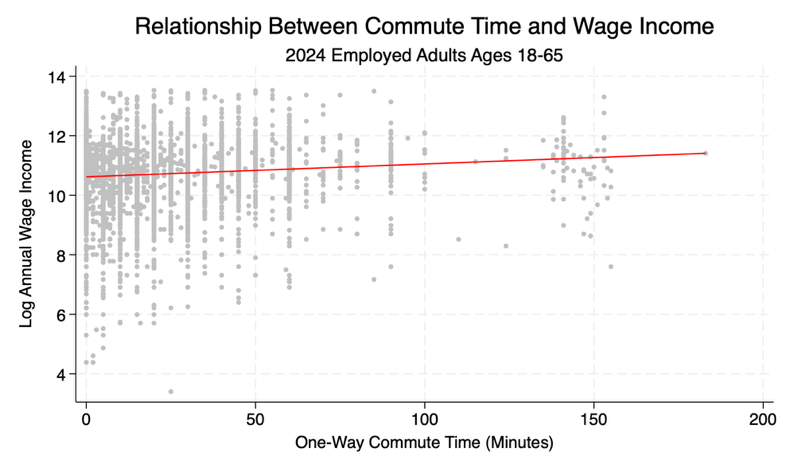 Relationship Between Commute Time and Wage Income
2024 Employed Adults Ages 18-65
14
12
10
8
6
4
Log Annual Wage Income
0
50
100
150
200
One-Way Commute Time (Minutes)